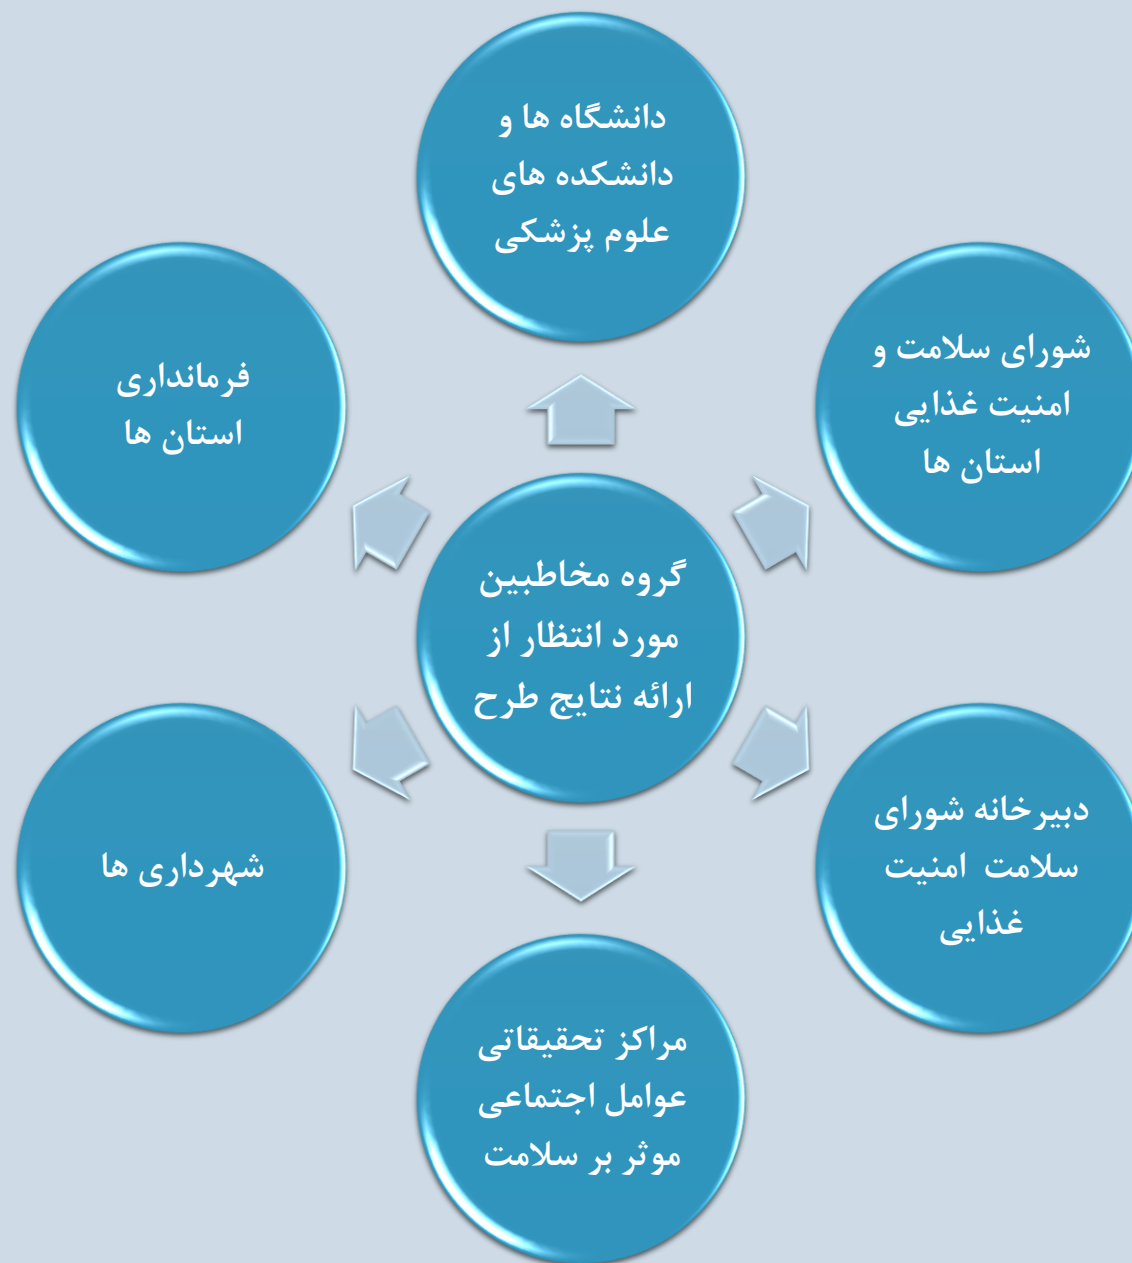 دانشگاه ها و
دانشکده های
علوم پزشکی
شورای سلامت و
امنیت غذایی
استان ها
فرمانداری
استان ها
گروه مخاطبین
مورد انتظار از
ارائه نتایج طرح
دبیرخانه شورای
سلامت امنیت
غذایی
شهرداری ها
مراکز تحقیقاتی
عوامل اجتماعی
موثر بر سلامت